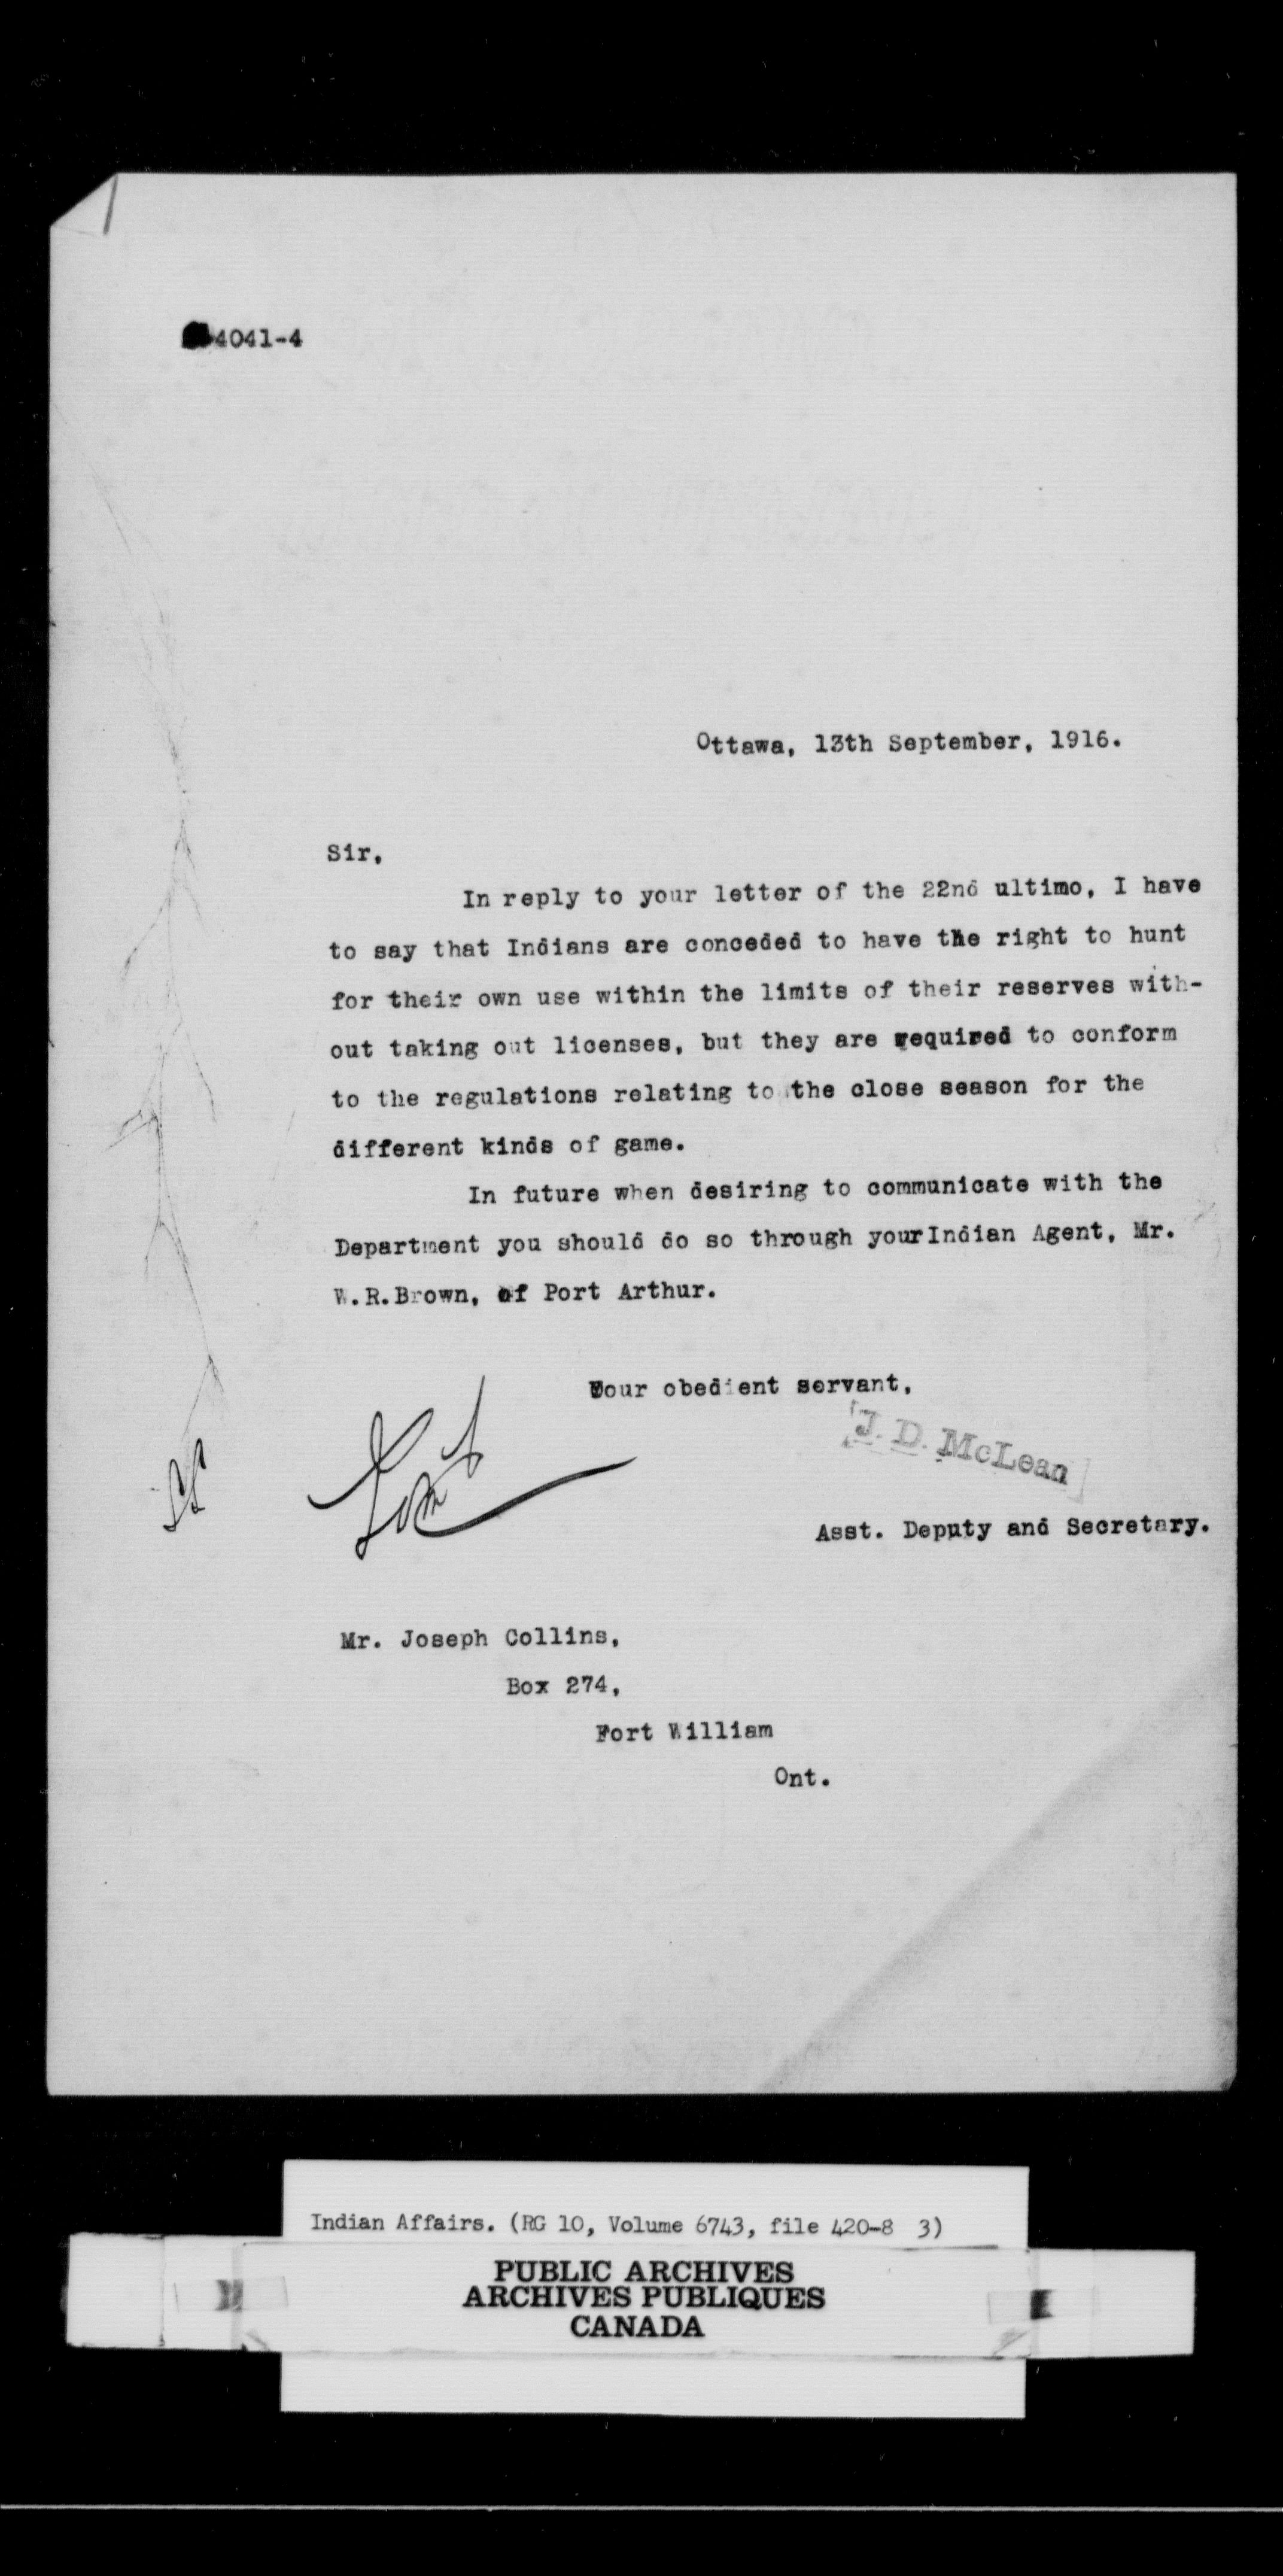 4041-4
Ottawa, 13th September, 1916.
Sir,
In reply to your letter of the 22nd ultimo, I have
to say that Indians are conceded to have the right to hunt
for their own use within the limits of their reserves with-
out taking out licenses, but they are required to conform
to the regulations relating to the close season for the
different kinds of game.
In future when desiring to communicate with the
Department you should do so through your Indian Agent, Mr.
W.R.Brown, of Port Arthur.
Your obedient servant,
J. D. McLean
Asst. Deputy and Secretary.
Mr. Joseph Collins,
Box 274,
Fort William
Ont.
Indian Affairs. (RG 10, Volume 6743, file 420-8 3)
PUBLIC ARCHIVES
ARCHIVES PUBLIQUES
CANADA